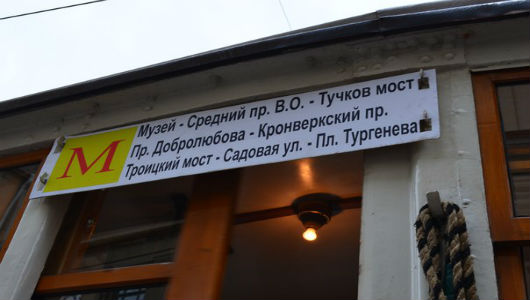 М
Музей - Средний пр. В.О. - Тучков мост
Пр. Добролюбова - Кронверкский пр.
Троицкий мост - Садовая ул. - Пл. Тургенева